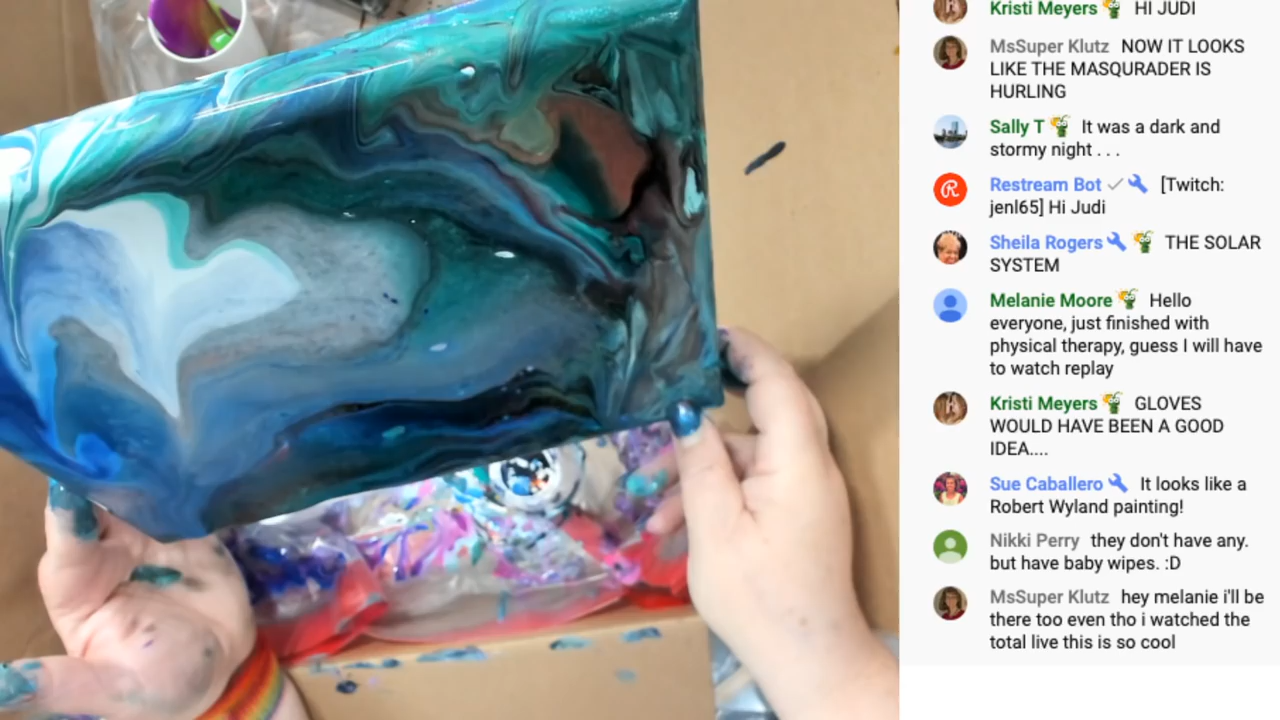 Kristi Meyers HI JUDI
MsSuper Klutz NOW IT LOOKS
LIKE THE MASQURADER IS
HURLING
Sally T It was a dark and
stormy night . . .
Restream Bot [Twitch:
jenl65] Hi Judi
Sheila Rogers THE SOLAR
SYSTEM
Melanie Moore Hello
everyone, just finished with
physical therapy, guess I will have
to watch replay
Kristi Meyers GLOVES
WOULD HAVE BEEN A GOOD
IDEA....
Sue Caballero It looks like a
Robert Wyland painting!
Nikki Perry they don't have any.
but have baby wipes. :D
MsSuper Klutz hey melanie i'll be
there too even tho i watched the
total live this is so cool